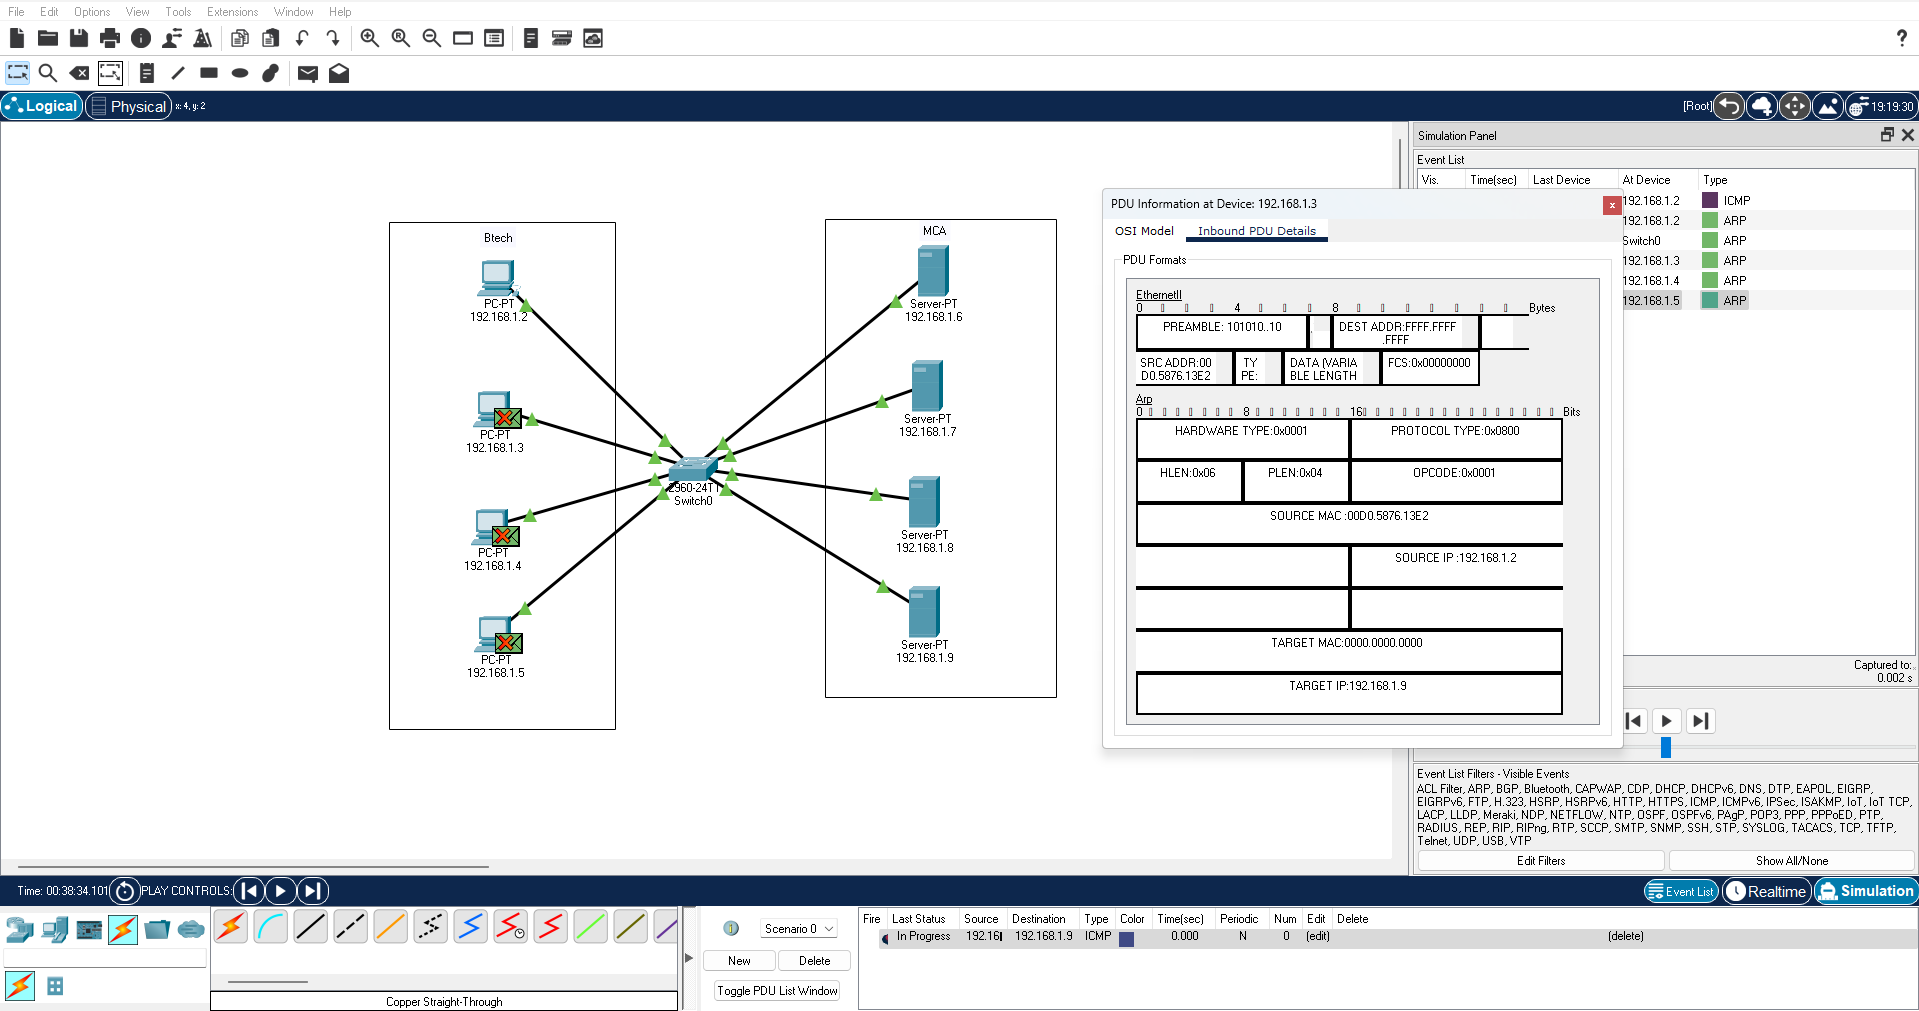 File Edit Options View Tools Extensions Window Help
?
Logical Physical x: 4, y: 2 [Root] 19:19:30
Simulation Panel
Event List
Vis. Time(sec) Last Device At Device Type
192.168.1.2 ICMP
192.168.1.2 ARP
Switch0 ARP
192.168.1.3 ARP
192.168.1.4 ARP
192.168.1.5 ARP
Captured to:
0.002 s
Btech
PC-PT
192.168.1.2
PC-PT
192.168.1.3
PC-PT
192.168.1.4
PC-PT
192.168.1.5
2960-24TT
Switch0
MCA
Server-PT
192.168.1.6
Server-PT
192.168.1.7
Server-PT
192.168.1.8
Server-PT
192.168.1.9
PDU Information at Device: 192.168.1.3
x
OSI Model Inbound PDU Details
PDU Formats
EthernetII
0 4 8 Bytes
PREAMBLE: 101010..10 DEST ADDR:FFFF.FFFF
.FFFF
SRC ADDR:00 TY DATA (VARIA FCS:0x00000000
D0.5876.13E2 PE: BLE LENGTH
Arp
0 8 16 Bits
HARDWARE TYPE:0x0001 PROTOCOL TYPE:0x0800
HLEN:0x06 PLEN:0x04 OPCODE:0x0001
SOURCE MAC :00D0.5876.13E2
SOURCE IP :192.168.1.2
TARGET MAC:0000.0000.0000
TARGET IP:192.168.1.9
Event List Filters - Visible Events
ACL Filter, ARP, BGP, Bluetooth, CAPWAP, CDP, DHCP, DHCPv6, DNS, DTP, EAPOL, EIGRP,
EIGRPv6, FTP, H.323, HSRP, HSRPv6, HTTP, HTTPS, ICMP, ICMPv6, IPSec, ISAKMP, IoT, IoT TCP,
LACP, LLDP, Meraki, NDP, NETFLOW, NTP, OSPF, OSPFv6, PAgP, POP3, PPP, PPPoED, PTP,
RADIUS, REP, RIP, RIPng, RTP, SCCP, SMTP, SNMP, SSH, STP, SYSLOG, TACACS, TCP, TFTP,
Telnet, UDP, USB, VTP
Edit Filters Show All/None
Time: 00:38:34.101 PLAY CONTROLS: Event List Realtime Simulation
Copper Straight-Through
Scenario 0
New Delete
Toggle PDU List Window
Fire Last Status Source Destination Type Color Time(sec) Periodic Num Edit Delete
In Progress 192.16 192.168.1.9 ICMP 0.000 N 0 (edit) (delete)